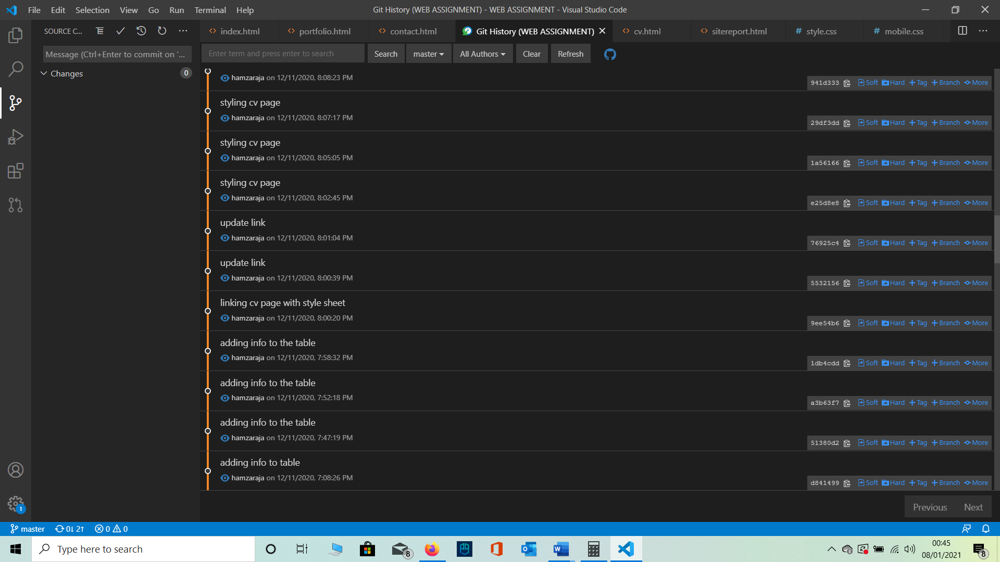 File Edit Selection View Go Run Terminal Help
Git History (WEB ASSIGNMENT) - WEB ASSIGNMENT - Visual Studio Code
SOURCE C...
index.html portfolio.html contact.html Git History (WEB ASSIGNMENT) cv.html sitereport.html # style.css # mobile.css
Message (Ctrl+Enter to commit on '...
Changes 0
Enter term and press enter to search Search master All Authors Clear Refresh
hamzaraja on 12/11/2020, 8:08:23 PM
941d333 Soft Hard +Tag +Branch More
styling cv page
hamzaraja on 12/11/2020, 8:07:17 PM
29df3dd Soft Hard +Tag +Branch More
styling cv page
hamzaraja on 12/11/2020, 8:05:05 PM
1a56166 Soft Hard +Tag +Branch More
styling cv page
hamzaraja on 12/11/2020, 8:02:45 PM
e25d8e8 Soft Hard +Tag +Branch More
update link
hamzaraja on 12/11/2020, 8:01:04 PM
76925c4 Soft Hard +Tag +Branch More
update link
hamzaraja on 12/11/2020, 8:00:39 PM
5532156 Soft Hard +Tag +Branch More
linking cv page with style sheet
hamzaraja on 12/11/2020, 8:00:20 PM
9ee54b6 Soft Hard +Tag +Branch More
adding info to the table
hamzaraja on 12/11/2020, 7:58:32 PM
1db4cdd Soft Hard +Tag +Branch More
adding info to the table
hamzaraja on 12/11/2020, 7:52:18 PM
a3b63f7 Soft Hard +Tag +Branch More
adding info to the table
hamzaraja on 12/11/2020, 7:47:19 PM
51380d2 Soft Hard +Tag +Branch More
adding info to table
hamzaraja on 12/11/2020, 7:08:26 PM
d841499 Soft Hard +Tag +Branch More
1
Previous Next
master 0↓ 2↑ 0 0
Type here to search
8
00:45
08/01/2021
8